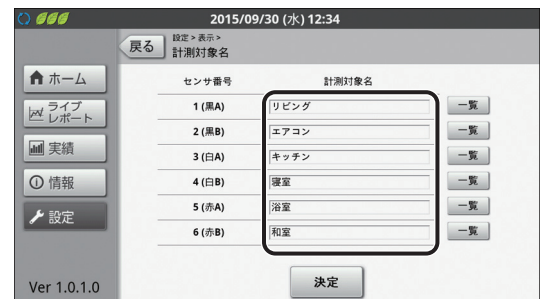 2015/09/30 (水) 12:34
戻る
設定 > 表示 >
計測対象名
ホーム
ライブ
レポート
実績
情報
設定
Ver 1.0.1.0
センサ番号 計測対象名
1 (黒A) リビング 一覧
2 (黒B) エアコン 一覧
3 (白A) キッチン 一覧
4 (白B) 寝室 一覧
5 (赤A) 浴室 一覧
6 (赤B) 和室 一覧
決定